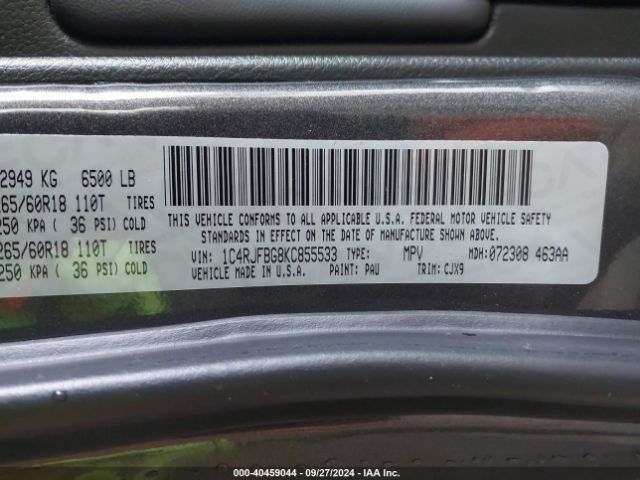 2949 KG 6500 LB
265/60R18 110T TIRES
250 KPA ( 36 PSI) COLD
265/60R18 110T TIRES
250 KPA ( 36 PSI) COLD
THIS VEHICLE CONFORMS TO ALL APPLICABLE U.S.A. FEDERAL MOTOR VEHICLE SAFETY
STANDARDS IN EFFECT ON THE DATE OF MANUFACTURE SHOWN ABOVE.
VIN: 1C4RJFBG8KC855533 TYPE: MPV MDH:072308 463AA
VEHICLE MADE IN U.S.A. PAINT: PAU TRIM: CJX9
000-40459044 / 09/27/2024 - IAA Inc.